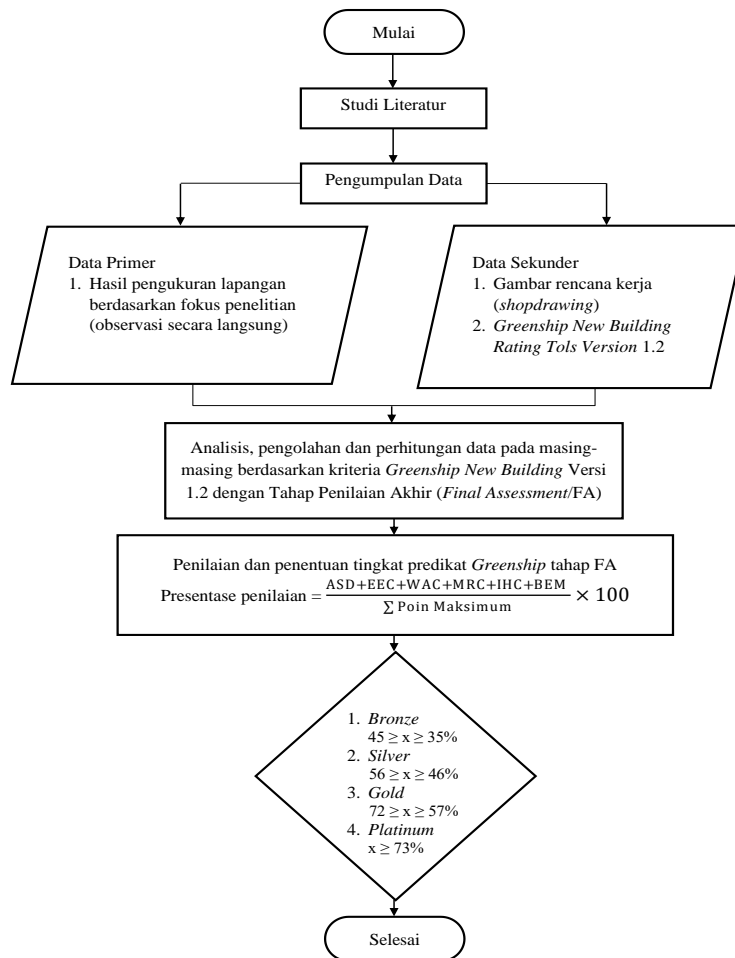 Mulai
Studi Literatur
Pengumpulan Data
Data Primer
1. Hasil pengukuran lapangan
berdasarkan fokus penelitian
(observasi secara langsung)
Data Sekunder
1. Gambar rencana kerja
(shopdrawing)
2. Greenship New Building
Rating Tols Version 1.2
Analisis, pengolahan dan perhitungan data pada masing-
masing berdasarkan kriteria Greenship New Building Versi
1.2 dengan Tahap Penilaian Akhir (Final Assessment/FA)
Penilaian dan penentuan tingkat predikat Greenship tahap FA
Presentase penilaian = ASD+EEC+WAC+MRC+IHC+BEM / ∑ Poin Maksimum × 100
1. Bronze
45 ≥ x ≥ 35%
2. Silver
56 ≥ x ≥ 46%
3. Gold
72 ≥ x ≥ 57%
4. Platinum
x ≥ 73%
Selesai